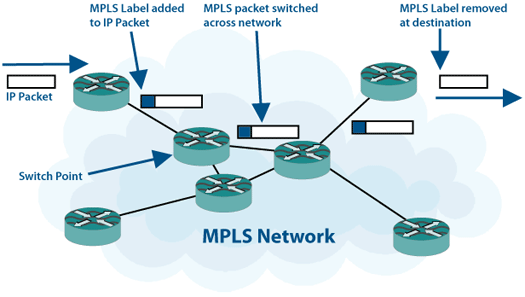 MPLS Label added
to IP Packet
MPLS packet switched
across network
MPLS Label removed
at destination
IP Packet
Switch Point
MPLS Network